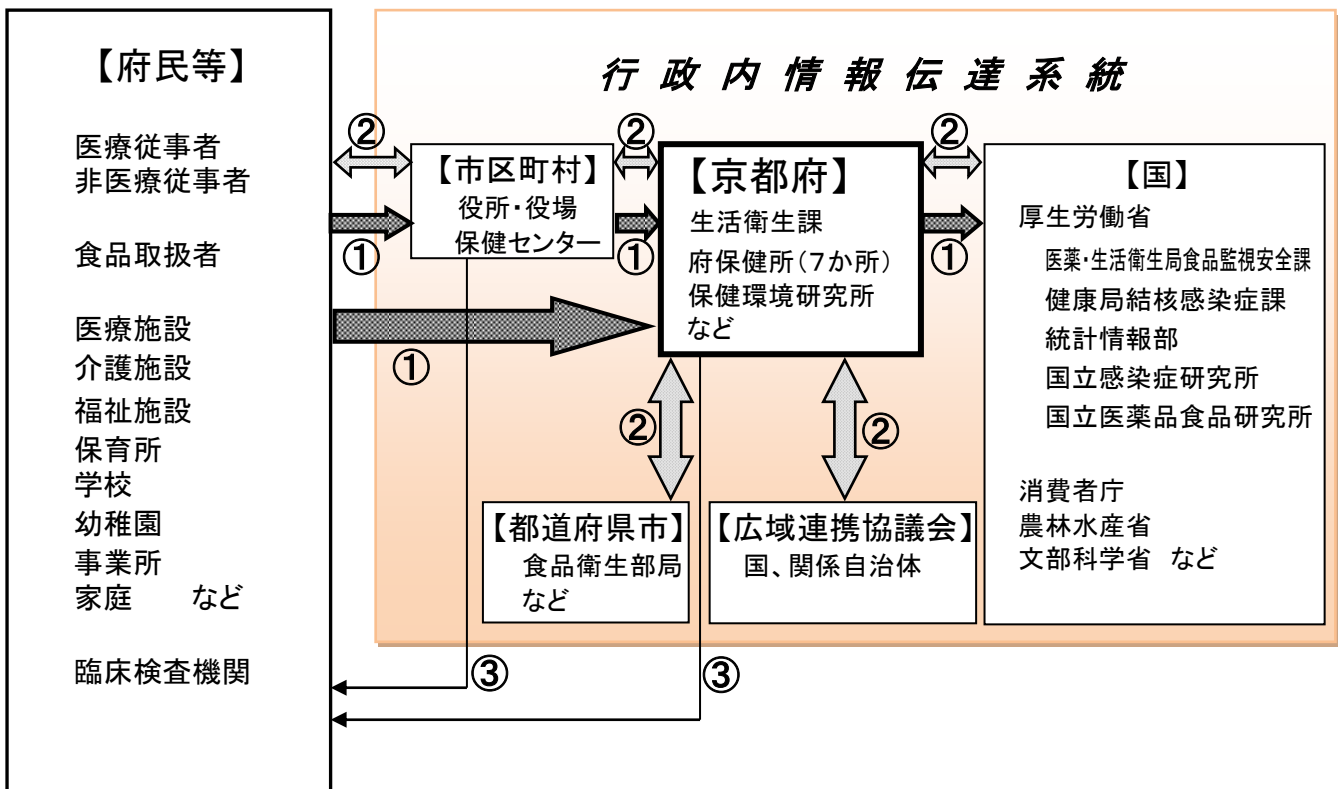 【府民等】
医療従事者
非医療従事者
食品取扱者
医療施設
介護施設
福祉施設
保育所
学校
幼稚園
事業所
家庭　　など
臨床検査機関
行政内情報伝達系統
②
②
②
【市区町村】
役所・役場
保健センター
①
①
①
①
【京都府】
生活衛生課
府保健所（７か所）
保健環境研究所
など
【国】
厚生労働省
医薬・生活衛生局食品監視安全課
健康局結核感染症課
統計情報部
国立感染症研究所
国立医薬品食品研究所
消費者庁
農林水産省
文部科学省　など
②
②
【都道府県市】
食品衛生部局
など
【広域連携協議会】
国、関係自治体
③
③